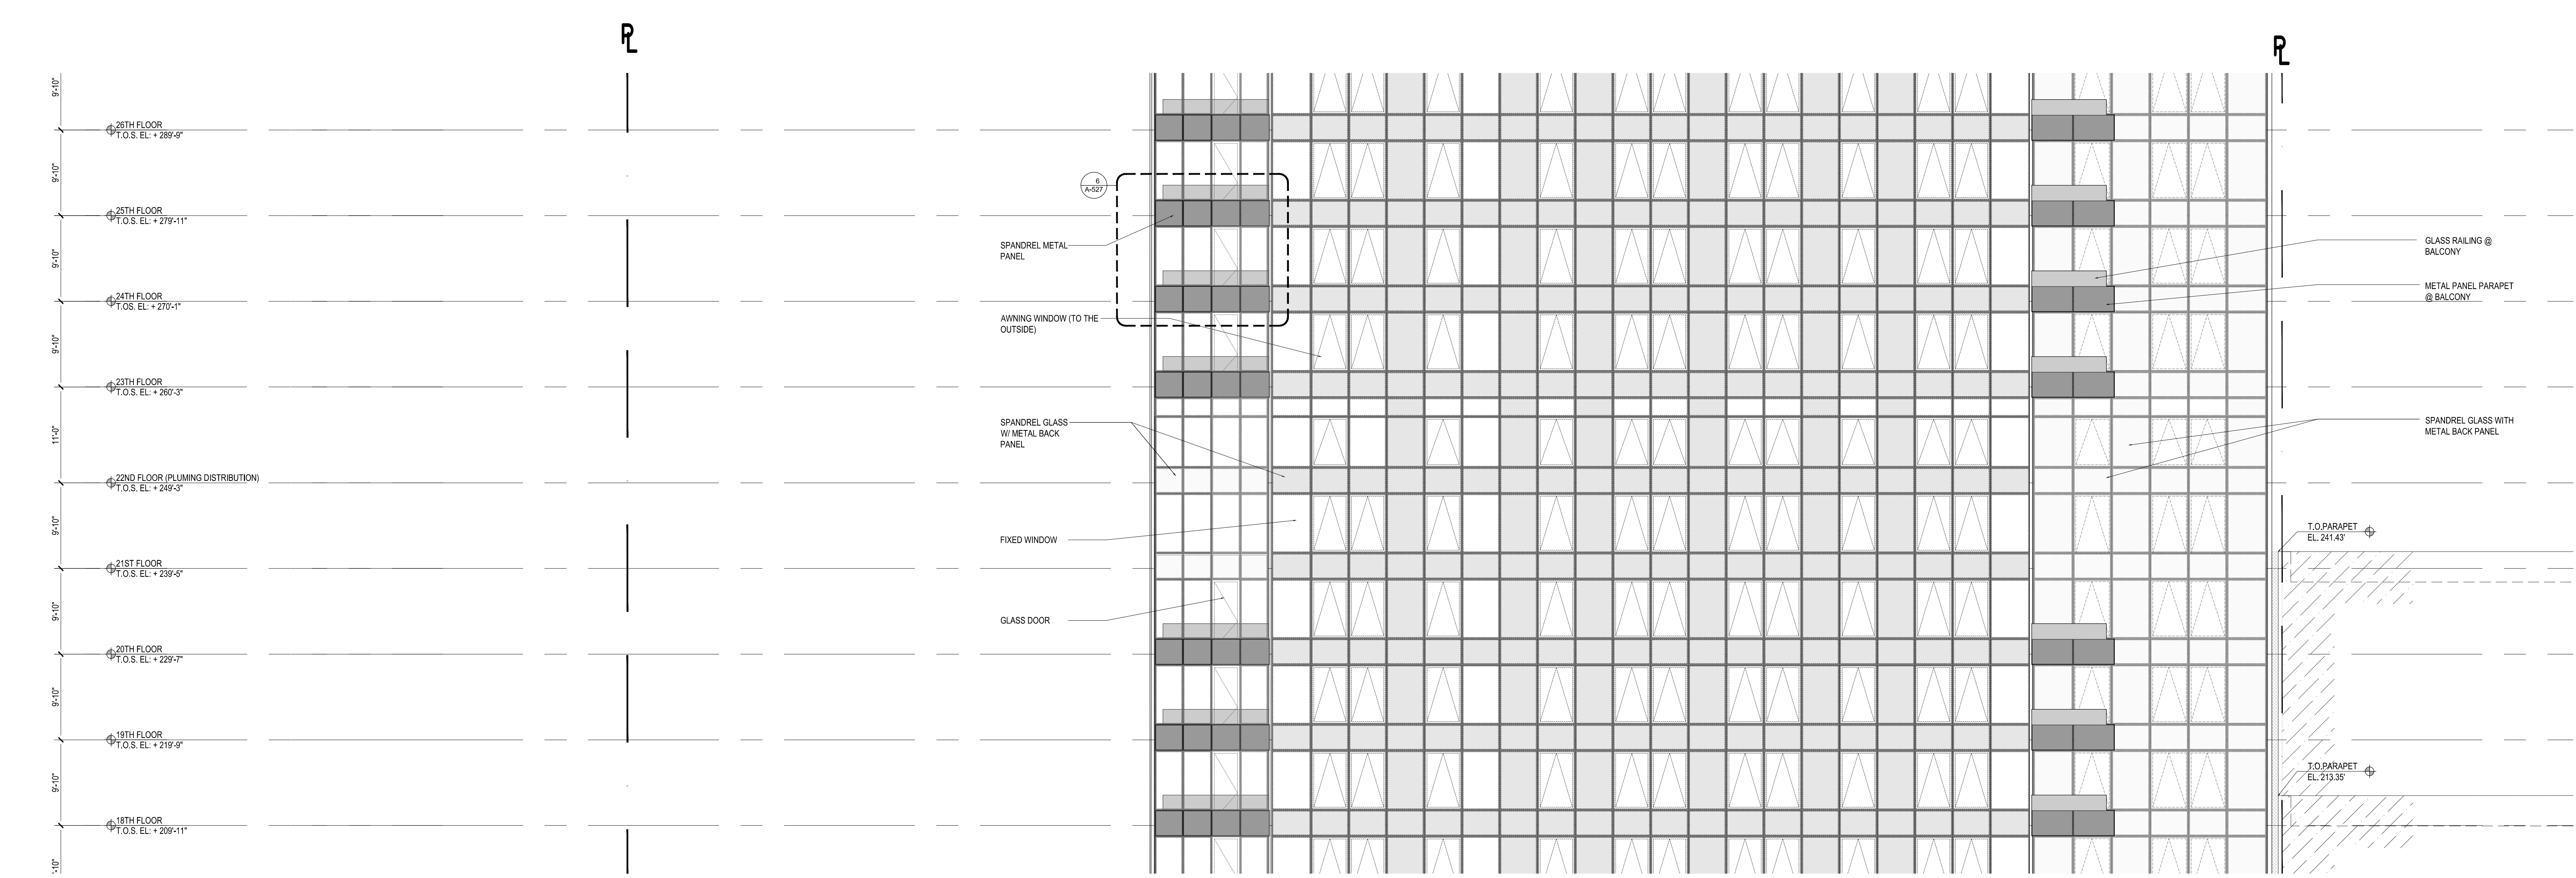 PL
PL
9'-10"
26TH FLOOR
T.O.S. EL: + 289'-9"
9'-10"
6
A-527
25TH FLOOR
T.O.S. EL: + 279'-11"
SPANDREL METAL
PANEL
GLASS RAILING @
BALCONY
9'-10"
METAL PANEL PARAPET
@ BALCONY
24TH FLOOR
T.OS. EL: + 270'-1"
AWNING WINDOW (TO THE
OUTSIDE)
9'-10"
23TH FLOOR
T.O.S. EL: + 260'-3"
SPANDREL GLASS
W/ METAL BACK
PANEL
SPANDREL GLASS WITH
METAL BACK PANEL
11'-0"
22ND FLOOR (PLUMING DISTRIBUTION)
T.O.S. EL: + 249'-3"
9'-10"
T.O.PARAPET
EL. 241.43'
FIXED WINDOW
21ST FLOOR
T.O.S. EL: + 239'-5"
9'-10"
GLASS DOOR
20TH FLOOR
T.O.S. EL: + 229'-7"
9'-10"
19TH FLOOR
T.O.S. EL: + 219'-9"
T.O.PARAPET
EL. 213.35'
9'-10"
18TH FLOOR
T.O.S. EL: + 209'-11"
'-10"